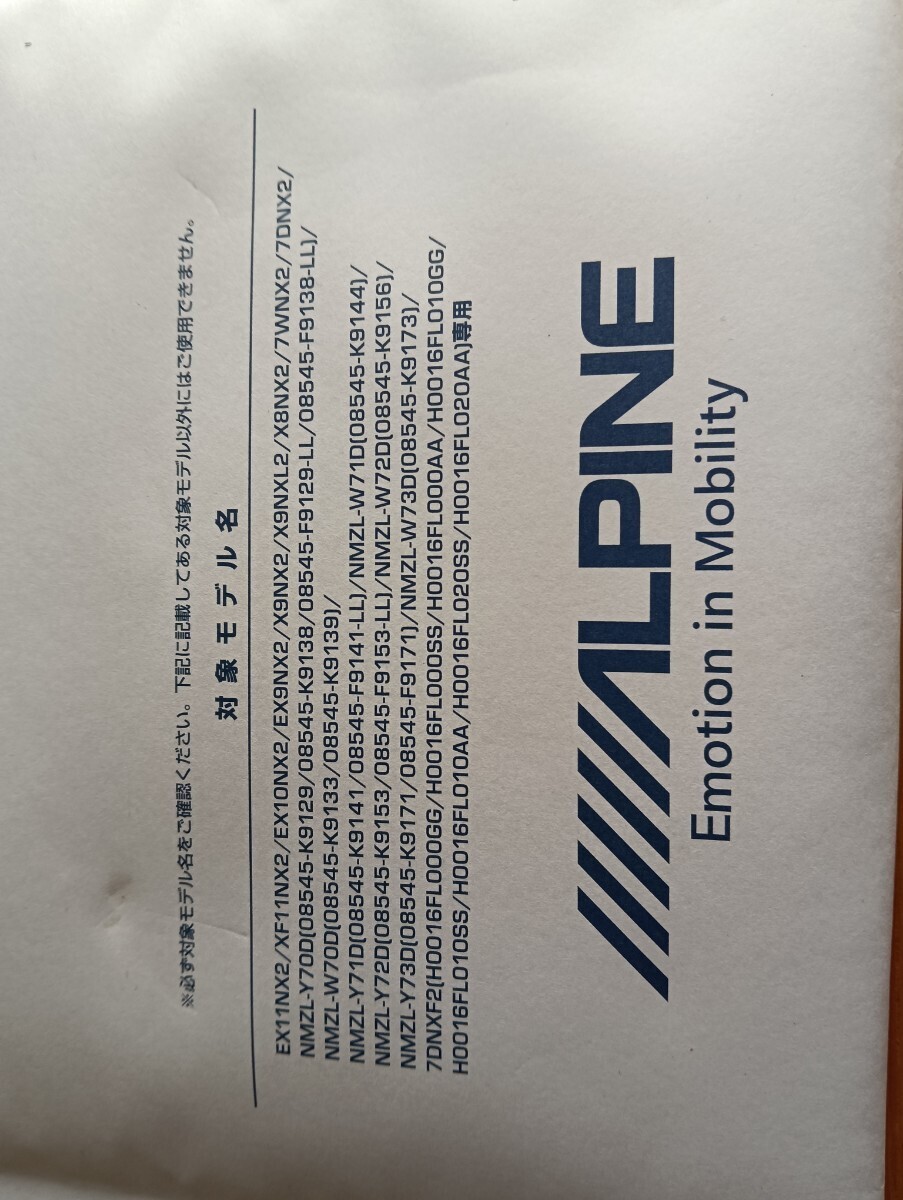 ※必ず対象モデル名をご確認ください。下記に記載してある対象モデル以外にはご使用できません。
対象モデル名
EX11NX2/XF11NX2/EX10NX2/EX9NX2/X9NX2/X9NXL2/X8NX2/7WNX2/7DNX2/
NMZL-Y70D(08545-K9129/08545-K9138/08545-F9129-LL/08545-F9138-LL)/
NMZL-W70D(08545-K9133/08545-K9139)/
NMZL-Y71D(08545-K9141/08545-F9141-LL)/NMZL-W71D(08545-K9144)/
NMZL-Y72D(08545-K9153/08545-F9153-LL)/NMZL-W72D(08545-K9156)/
NMZL-Y73D(08545-K9171/08545-F9171)/NMZL-W73D(08545-K9173)/
7DNXF2(H0016FL000GG/H0016FL000SS/H0016FL000AA/H0016FL010GG/
H0016FL010SS/H0016FL010AA/H0016FL020SS/H0016FL020AA)専用
ALPINE
Emotion in Mobility